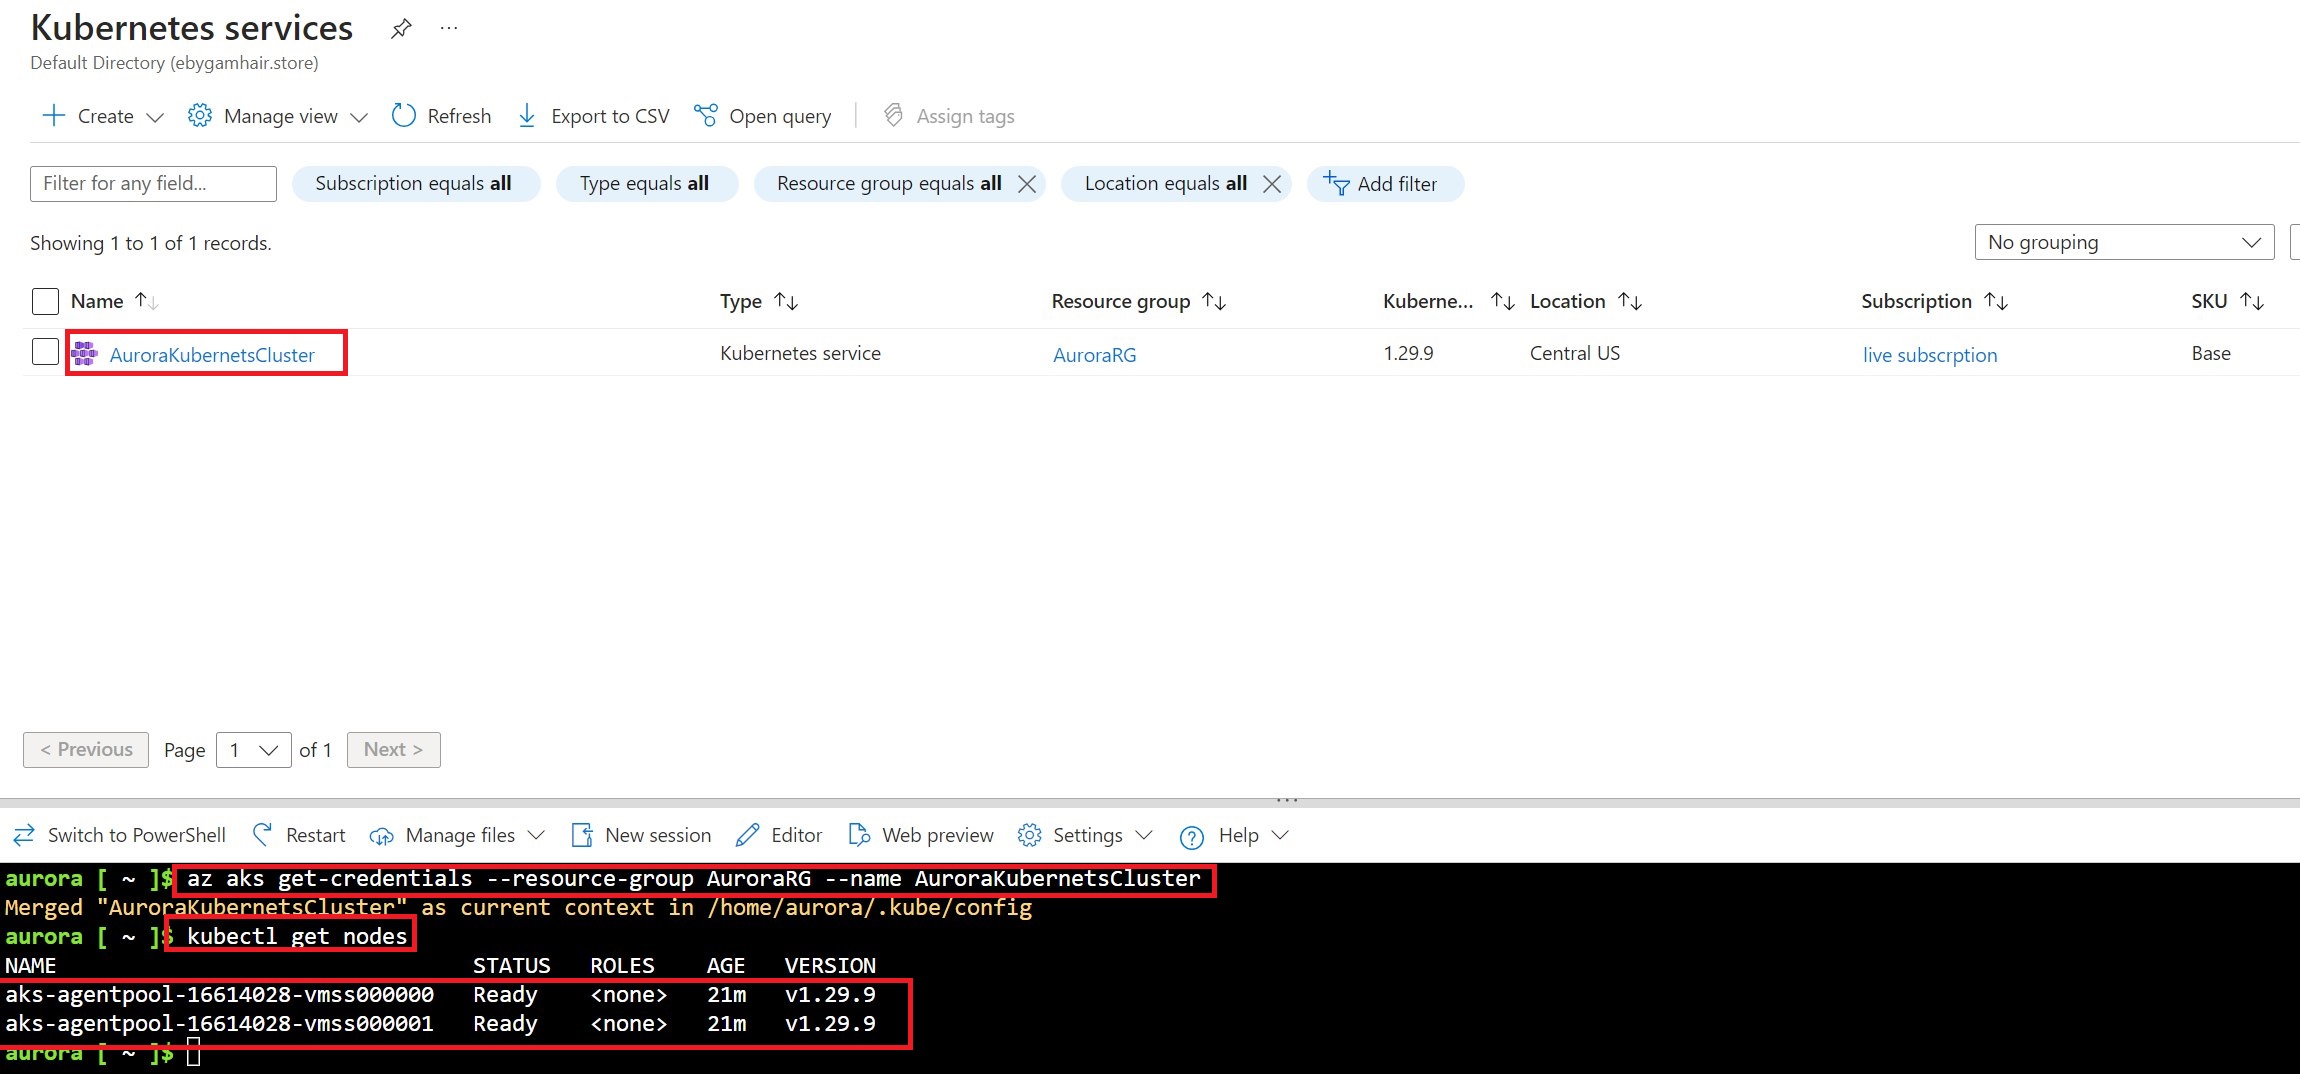 Kubernetes services
Default Directory (ebygamhair.store)
Create Manage view Refresh Export to CSV Open query Assign tags
Filter for any field... Subscription equals all Type equals all Resource group equals all Location equals all Add filter
Showing 1 to 1 of 1 records. No grouping
Name Type Resource group Kuberne... Location Subscription SKU
AuroraKubernetsCluster Kubernetes service AuroraRG 1.29.9 Central US live subscrption Base
< Previous Page 1 of 1 Next >
Switch to PowerShell Restart Manage files New session Editor Web preview Settings Help
aurora [ ~ ]$ az aks get-credentials --resource-group AuroraRG --name AuroraKubernetsCluster
Merged "AuroraKubernetsCluster" as current context in /home/aurora/.kube/config
aurora [ ~ ]$ kubectl get nodes
NAME STATUS ROLES AGE VERSION
aks-agentpool-16614028-vmss000000 Ready <none> 21m v1.29.9
aks-agentpool-16614028-vmss000001 Ready <none> 21m v1.29.9
aurora [ ~ ]$